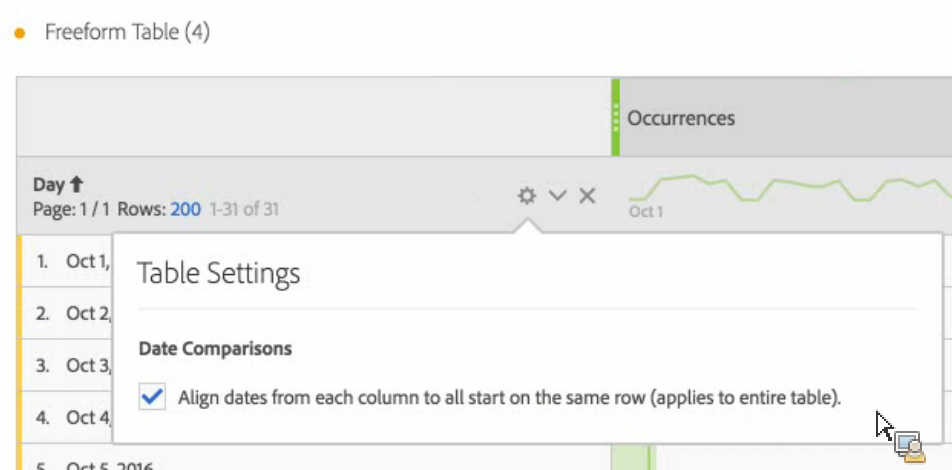 Freeform Table (4)
Occurrences
Day
Page: 1 / 1 Rows: 200 1-31 of 31
Oct 1
1. Oct 1,
Table Settings
2. Oct 2,
Date Comparisons
3. Oct 3,
Align dates from each column to all start on the same row (applies to entire table).
4. Oct 4,
5. Oct 5, 2016